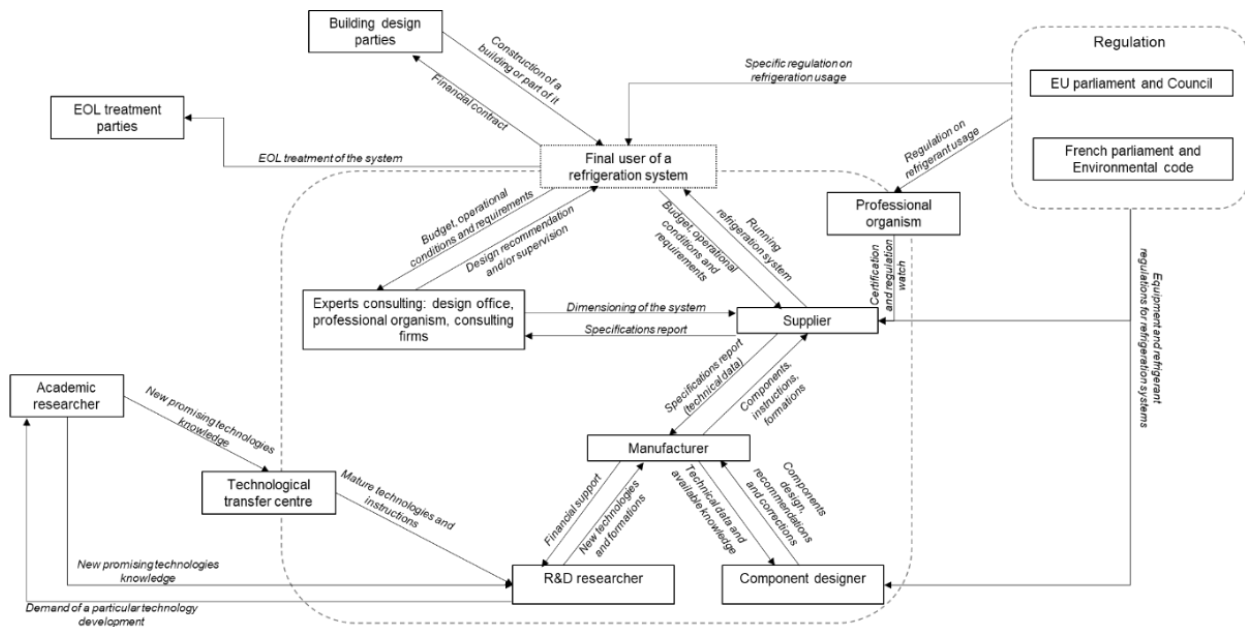 Building design
parties
Construction of a
building or part of it
Financial contract
Regulation
EU parliament and Council
French parliament and
Environmental code
Specific regulation on
refrigeration usage
Regulation on
refrigerant usage
EOL treatment
parties
EOL treatment of the system
Final user of a
refrigeration system
Professional
organism
Budget, operational
conditions and requirements
Design recommendation
and/or supervision
Budget, operational
conditions and
requirements
Running
refrigeration system
Certification
and regulation
watch
Equipment and refrigerant
regulations for refrigeration systems
Experts consulting: design office,
professional organism, consulting
firms
Dimensioning of the system
Specifications report
Supplier
Specifications report
(technical data)
Components,
instructions,
formations
Academic
researcher
New promising technologies
knowledge
Manufacturer
Technological
transfer centre
Mature technologies and
instructions
Financial support
New technologies
and formations
Technical data and
available knowledge
Components
design,
recommendations
and corrections
New promising technologies
knowledge
R&D researcher
Component designer
Demand of a particular technology
development